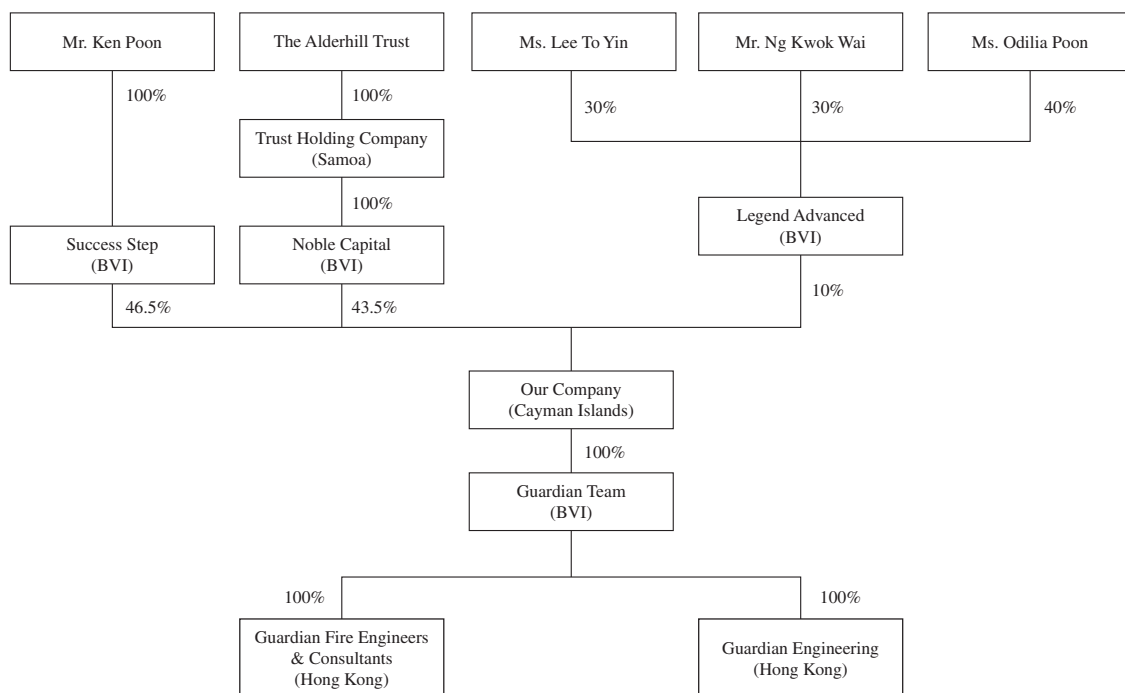 Mr. Ken Poon
The Alderhill Trust
Ms. Lee To Yin
Mr. Ng Kwok Wai
Ms. Odilia Poon
100%
100%
30%
30%
40%
Trust Holding Company
(Samoa)
100%
Success Step
(BVI)
Noble Capital
(BVI)
Legend Advanced
(BVI)
46.5%
43.5%
10%
Our Company
(Cayman Islands)
100%
Guardian Team
(BVI)
100%
100%
Guardian Fire Engineers
& Consultants
(Hong Kong)
Guardian Engineering
(Hong Kong)